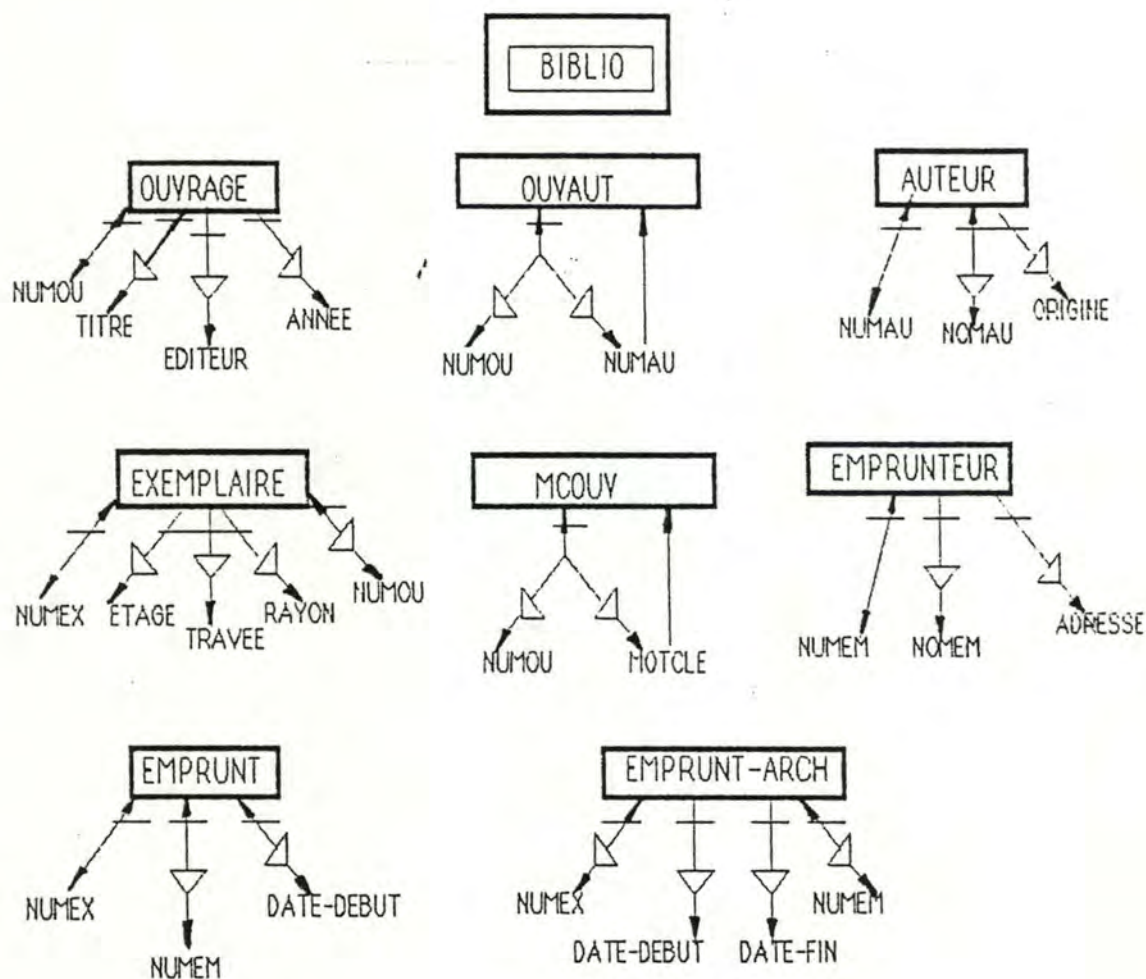 BIBLIO
OUVRAGE
NUMOU
TITRE
EDITEUR
ANNEE
OUVAUT
NUMOU
NUMAU
AUTEUR
NUMAU
NOMAU
ORIGINE
EXEMPLAIRE
NUMEX
ETAGE
TRAVEE
RAYON
NUMOU
MCOUV
NUMOU
MOTCLE
EMPRUNTEUR
NUMEM
NOMEM
ADRESSE
EMPRUNT
NUMEX
NUMEM
DATE-DEBUT
EMPRUNT-ARCH
NUMEX
DATE-DEBUT
DATE-FIN
NUMEM